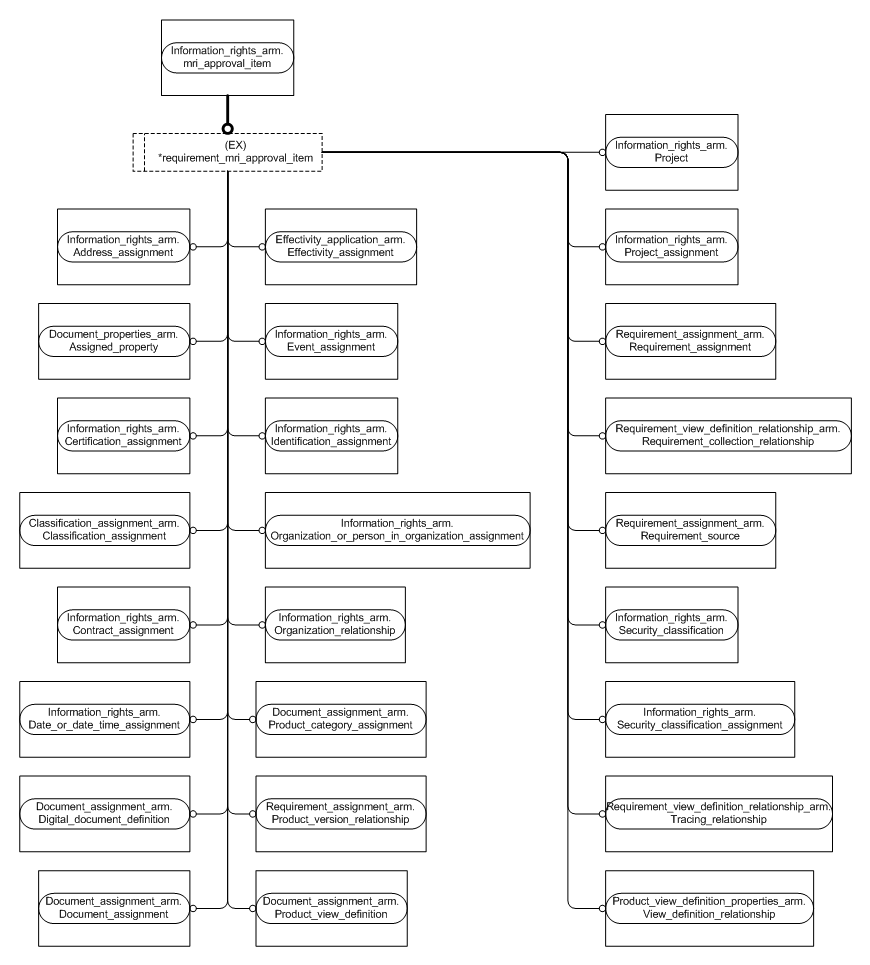 Information_rights_arm.
mri_approval_item
(EX)
*requirement_mri_approval_item
Information_rights_arm.
Project
Information_rights_arm.
Address_assignment
Effectivity_application_arm.
Effectivity_assignment
Information_rights_arm.
Project_assignment
Document_properties_arm.
Assigned_property
Information_rights_arm.
Event_assignment
Requirement_assignment_arm.
Requirement_assignment
Information_rights_arm.
Certification_assignment
Information_rights_arm.
Identification_assignment
Requirement_view_definition_relationship_arm.
Requirement_collection_relationship
Classification_assignment_arm.
Classification_assignment
Information_rights_arm.
Organization_or_person_in_organization_assignment
Requirement_assignment_arm.
Requirement_source
Information_rights_arm.
Contract_assignment
Information_rights_arm.
Organization_relationship
Information_rights_arm.
Security_classification
Information_rights_arm.
Date_or_date_time_assignment
Document_assignment_arm.
Product_category_assignment
Information_rights_arm.
Security_classification_assignment
Document_assignment_arm.
Digital_document_definition
Requirement_assignment_arm.
Product_version_relationship
Requirement_view_definition_relationship_arm.
Tracing_relationship
Document_assignment_arm.
Document_assignment
Document_assignment_arm.
Product_view_definition
Product_view_definition_properties_arm.
View_definition_relationship